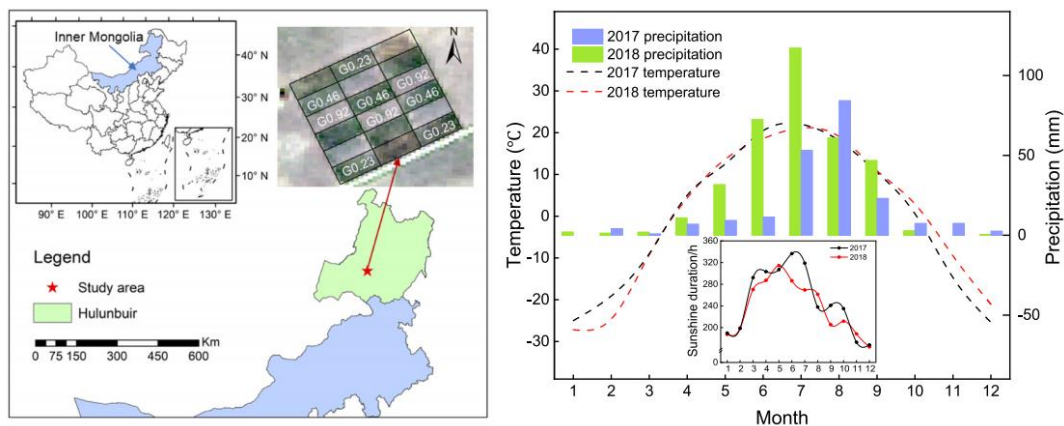 Inner Mongolia
40° N
30° N
20° N
10° N
80° E
100° E
120° E
130° E
110° E
N
G0.23
G0.46
G0.92
G0.46
G0.92
G0.46
G0.92
G0.23
G0.23
Legend
Study area
Hulunbuir
0 75 150 300 450 600
Km
2017 precipitation
2018 precipitation
2017 temperature
2018 temperature
Temperature (℃)
40
30
20
10
0
-10
-20
-30
Precipitation (mm)
100
50
0
-50
Sunshine duration/h
360
320
280
240
200
0
2017
2018
1 2 3 4 5 6 7 8 9 10 11 12
1 2 3 4 5 6 7 8 9 10 11 12
Month